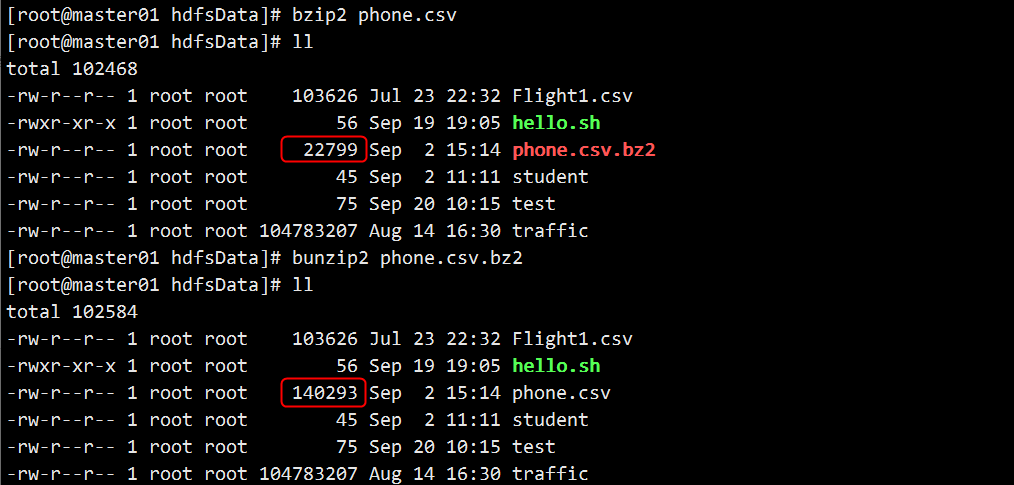 [root@master01 hdfsData]# bzip2 phone.csv
[root@master01 hdfsData]# ll
total 102468
-rw-r--r-- 1 root root    103626 Jul 23 22:32 Flight1.csv
-rwxr-xr-x 1 root root        56 Sep 19 19:05 hello.sh
-rw-r--r-- 1 root root     22799 Sep  2 15:14 phone.csv.bz2
-rw-r--r-- 1 root root        45 Sep  2 11:11 student
-rw-r--r-- 1 root root        75 Sep 20 10:15 test
-rw-r--r-- 1 root root 104783207 Aug 14 16:30 traffic
[root@master01 hdfsData]# bunzip2 phone.csv.bz2
[root@master01 hdfsData]# ll
total 102584
-rw-r--r-- 1 root root    103626 Jul 23 22:32 Flight1.csv
-rwxr-xr-x 1 root root        56 Sep 19 19:05 hello.sh
-rw-r--r-- 1 root root    140293 Sep  2 15:14 phone.csv
-rw-r--r-- 1 root root        45 Sep  2 11:11 student
-rw-r--r-- 1 root root        75 Sep 20 10:15 test
-rw-r--r-- 1 root root 104783207 Aug 14 16:30 traffic